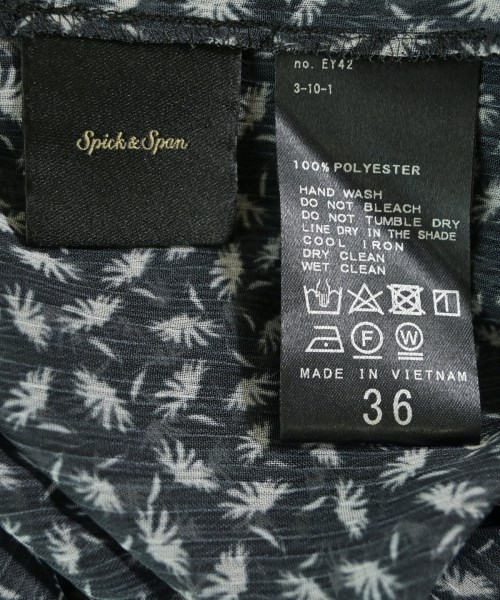 Spick & Span
no. EY42
3-10-1
100% POLYESTER
HAND WASH
DO NOT BLEACH
DO NOT TUMBLE DRY
LINE DRY IN THE SHADE
COOL IRON
DRY CLEAN
WET CLEAN
F W
MADE IN VIETNAM
36